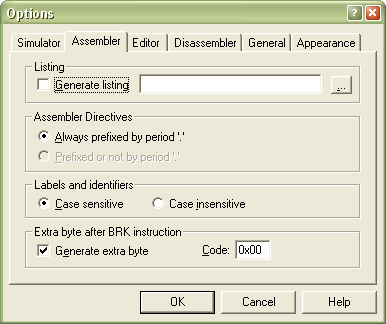 Options
Simulator Assembler Editor Disassembler General Appearance
Listing
Generate listing ...
Assembler Directives
Always prefixed by period '.'
Prefixed or not by period '.'
Labels and identifiers
Case sensitive Case insensitive
Extra byte after BRK instruction
Generate extra byte Code: 0x00
OK Cancel Help